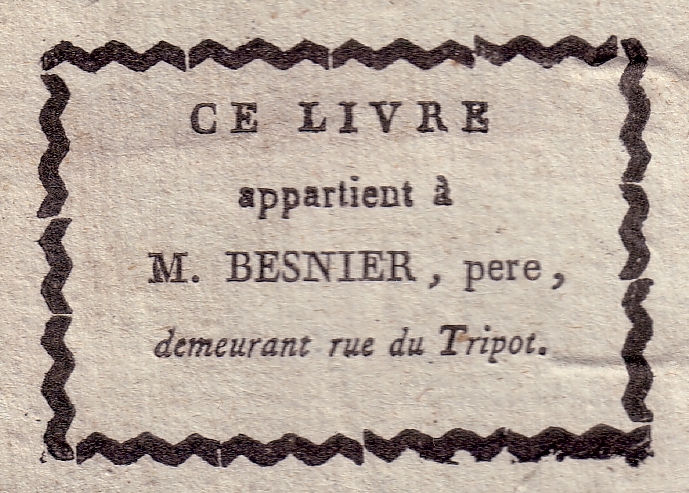 CE LIVRE
appartient à
M. BESNIER, pere,
demeurant rue du Tripot.